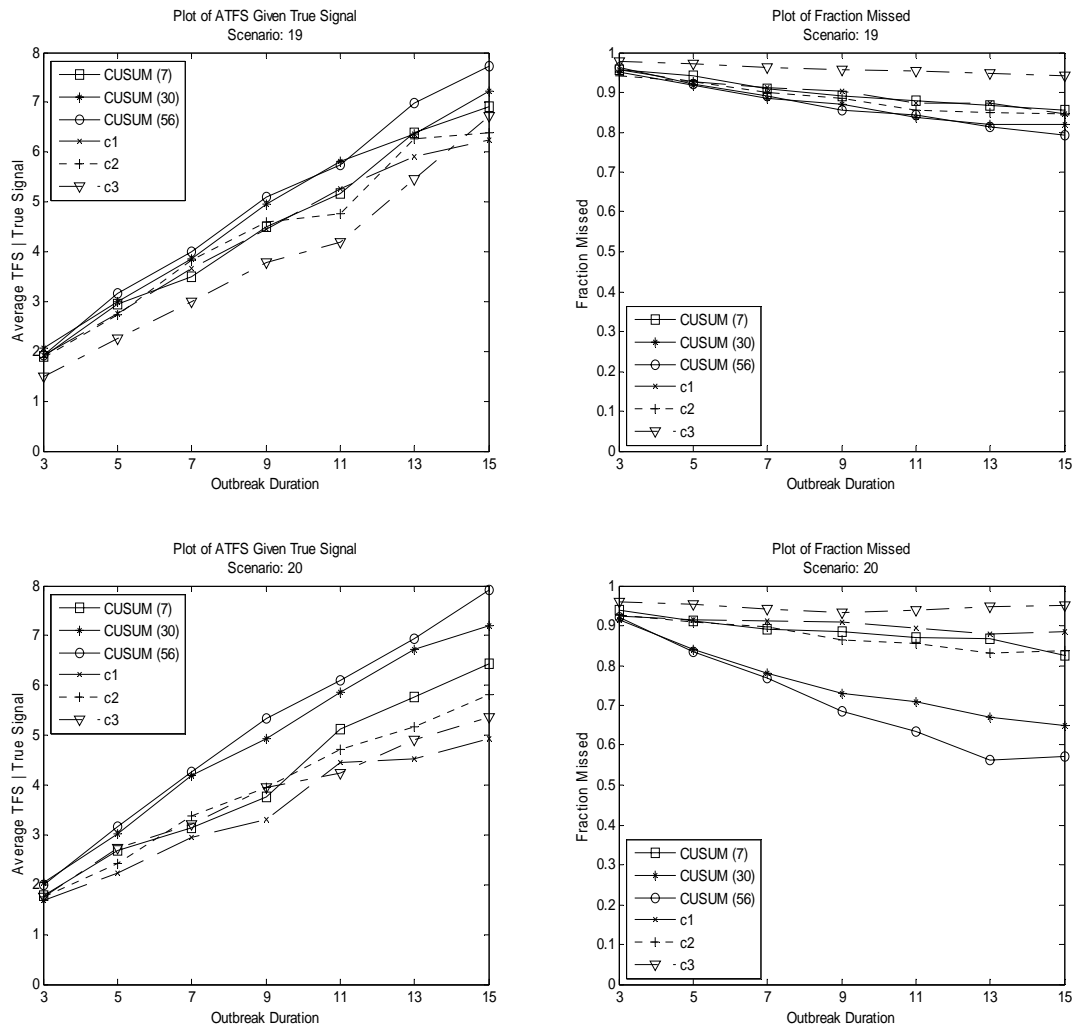 Plot of ATFS Given True Signal
Scenario: 19
8
7
6
5
4
3
2
1
0
Average TFS | True Signal
CUSUM (7)
CUSUM (30)
CUSUM (56)
c1
c2
c3
3 5 7 9 11 13 15
Outbreak Duration
Plot of Fraction Missed
Scenario: 19
1
0.9
0.8
0.7
0.6
0.5
0.4
0.3
0.2
0.1
0
Fraction Missed
CUSUM (7)
CUSUM (30)
CUSUM (56)
c1
c2
c3
3 5 7 9 11 13 15
Outbreak Duration
Plot of ATFS Given True Signal
Scenario: 20
8
7
6
5
4
3
2
1
0
Average TFS | True Signal
CUSUM (7)
CUSUM (30)
CUSUM (56)
c1
c2
c3
3 5 7 9 11 13 15
Outbreak Duration
Plot of Fraction Missed
Scenario: 20
1
0.9
0.8
0.7
0.6
0.5
0.4
0.3
0.2
0.1
0
Fraction Missed
CUSUM (7)
CUSUM (30)
CUSUM (56)
c1
c2
c3
3 5 7 9 11 13 15
Outbreak Duration